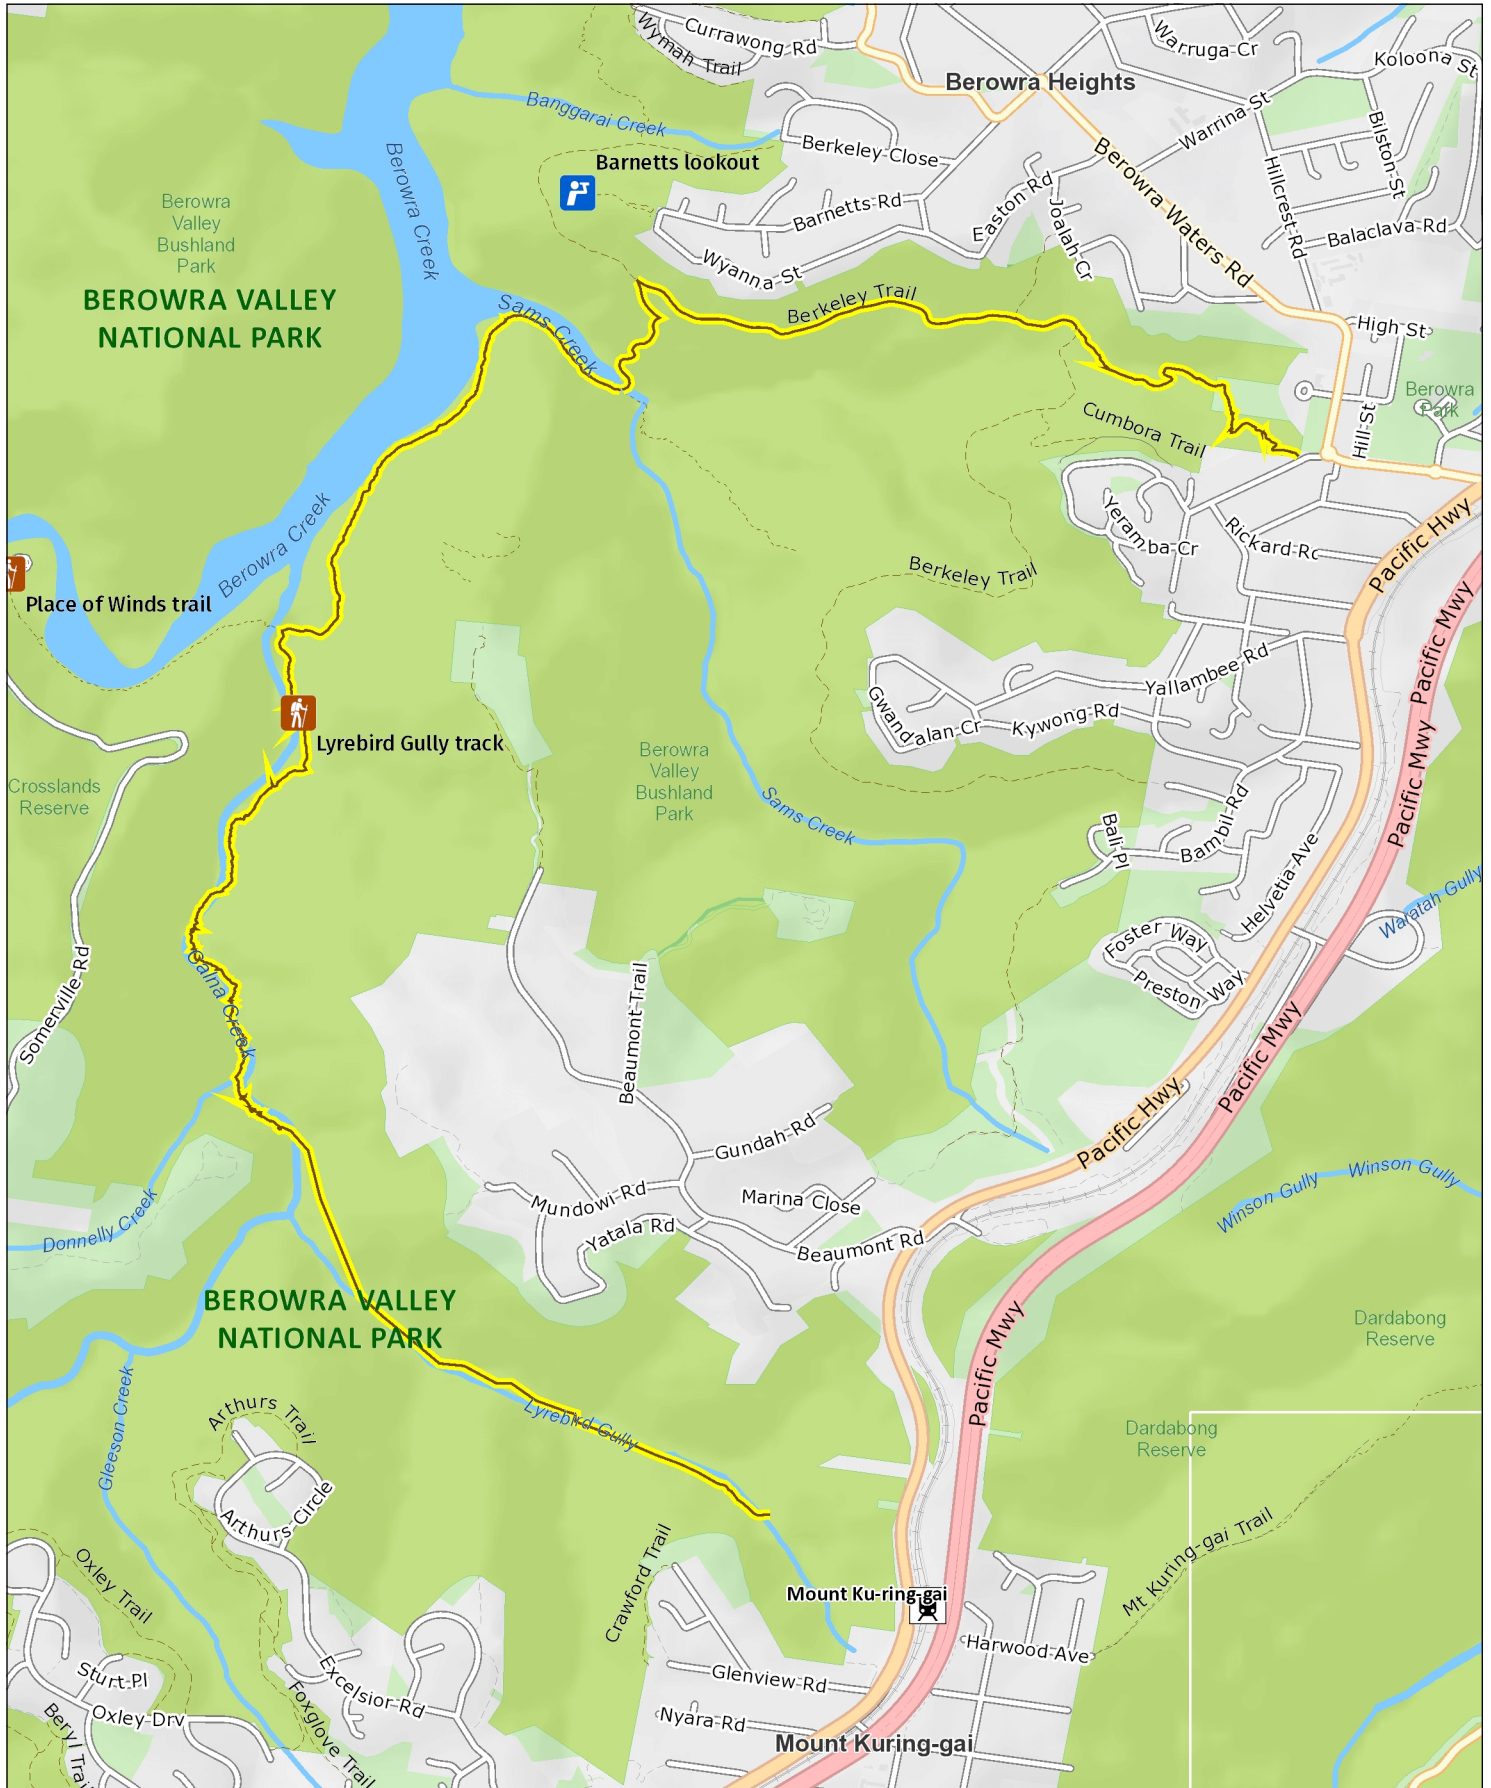 Wymah Trail
Currawong Rd
Berowra Heights
Warruga Cr
Koloona St
Banggarai Creek
Berkeley Close
Warrina St
Bilston St
Berowra Creek
Barnetts lookout
Berowra Waters Rd
Hillcrest Rd
Berowra
Valley
Bushland
Park
Barnetts Rd
Easton Rd
Joalah Cr
Balaclava Rd
BEROWRA VALLEY
NATIONAL PARK
Wyanna St
Sams Creek
Berkeley Trail
High St
Berowra
Park
Hill St
Cumbora Trail
Berowra Creek
Yeramba Cr
Rickard Rd
Pacific Hwy
Place of Winds trail
Berkeley Trail
Pacific Mwy
Yallambee Rd
Gwandalan Cr
Kywong Rd
Lyrebird Gully track
Berowra
Valley
Bushland
Park
Pacific Mwy
Crosslands
Reserve
Sams Creek
Bali Pl
Bambil Rd
Helvetia Ave
Waratah Gully
Foster Way
Preston Way
Somerville Rd
Calna Creek
Beaumont Trail
Pacific Mwy
Pacific Hwy
Gundah Rd
Winson Gully
Winson Gully
Donnelly Creek
Mundowi Rd
Marina Close
Yatala Rd
Beaumont Rd
BEROWRA VALLEY
NATIONAL PARK
Dardabong
Reserve
Pacific Mwy
Gleeson Creek
Arthurs Trail
Lyrebird Gully
Dardabong
Reserve
Arthurs Circle
Crawford Trail
Mt Kuring-gai Trail
Oxley Trail
Mount Ku-ring-gai
Harwood Ave
Sturt Pl
Excelsior Rd
Glenview Rd
Oxley Drv
Foxglove Trail
Nyara Rd
Beryl Trail
Mount Kuring-gai